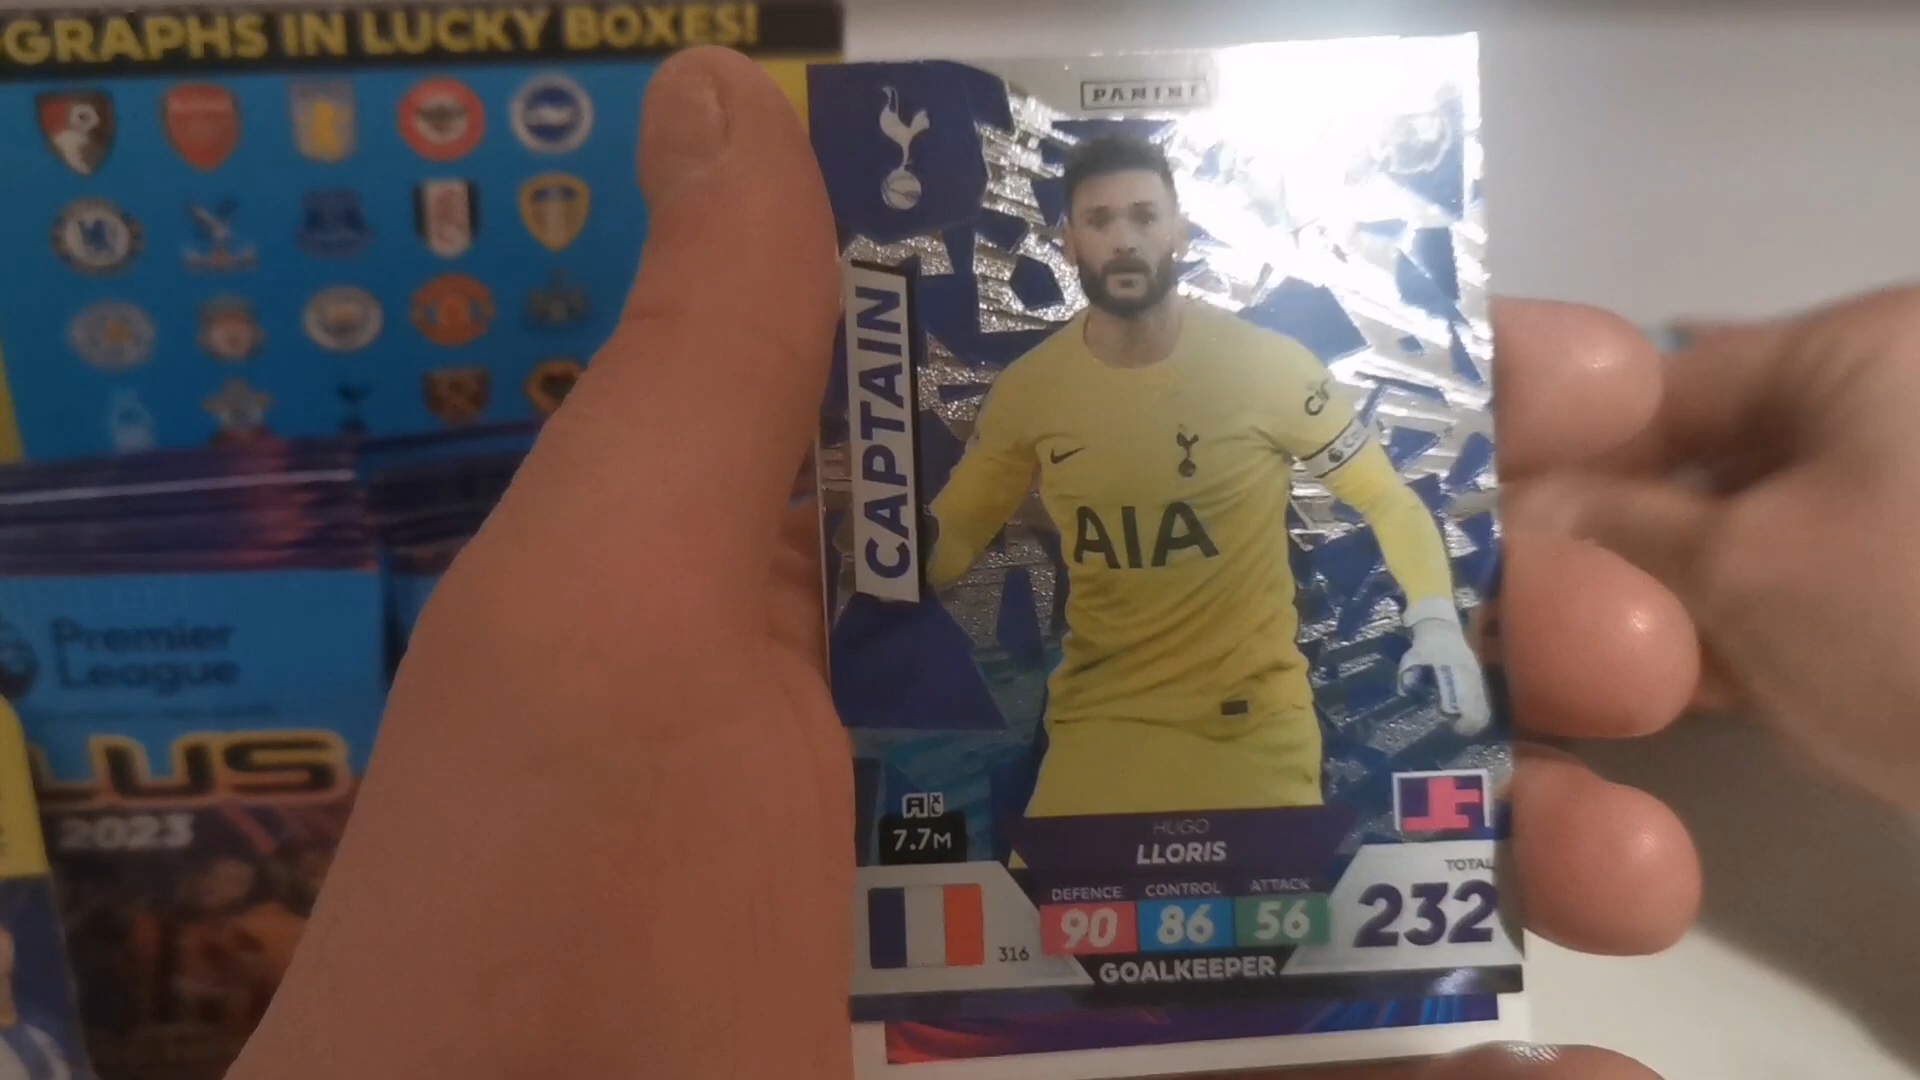 GRAPHS IN LUCKY BOXES!
PANINI
CAPTAIN
AIA
Premier
League
LUS
2023
7.7M
HUGO
LLORIS
TOTAL
DEFENCE CONTROL ATTACK
90 86 56
232
316
GOALKEEPER